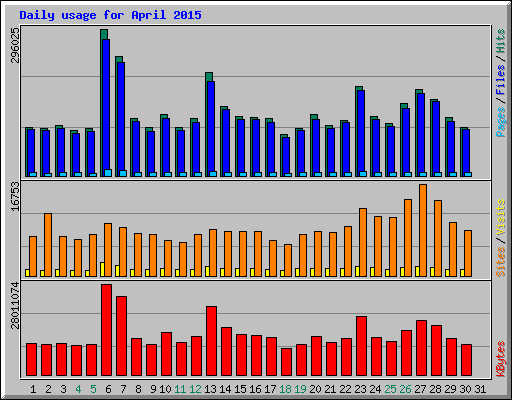 Daily usage for April 2015
296025
Pages / Files / Hits
16753
Sites / Visits
28011074
KBytes
1 2 3 4 5 6 7 8 9 10 11 12 13 14 15 16 17 18 19 20 21 22 23 24 25 26 27 28 29 30 31